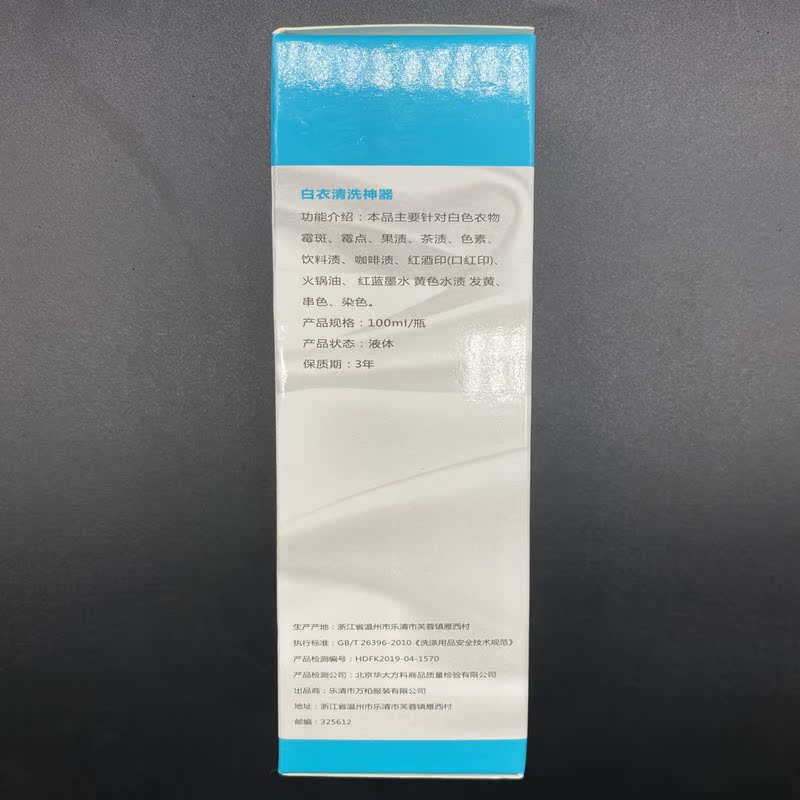 白衣清洗神器
功能介绍：本品主要针对白色衣物
霉斑、霉点、果渍、茶渍、色素、
饮料渍、咖啡渍、红酒印(口红印)、
火锅油、 红蓝墨水 黄色水渍 发黄、
串色、染色。
产品规格：100ml/瓶
产品状态：液体
保质期：3年
生产产地：浙江省温州市乐清市芙蓉镇雁西村
执行标准：GB/T 26396-2010《洗涤用品安全技术规范》
产品检测编号：HDFK2019-04-1570
产品检测公司：北京华大方科商品质量检验有限公司
出品商：乐清市万柏服装有限公司
地址：浙江省温州市乐清市芙蓉镇雁西村
邮编：325612